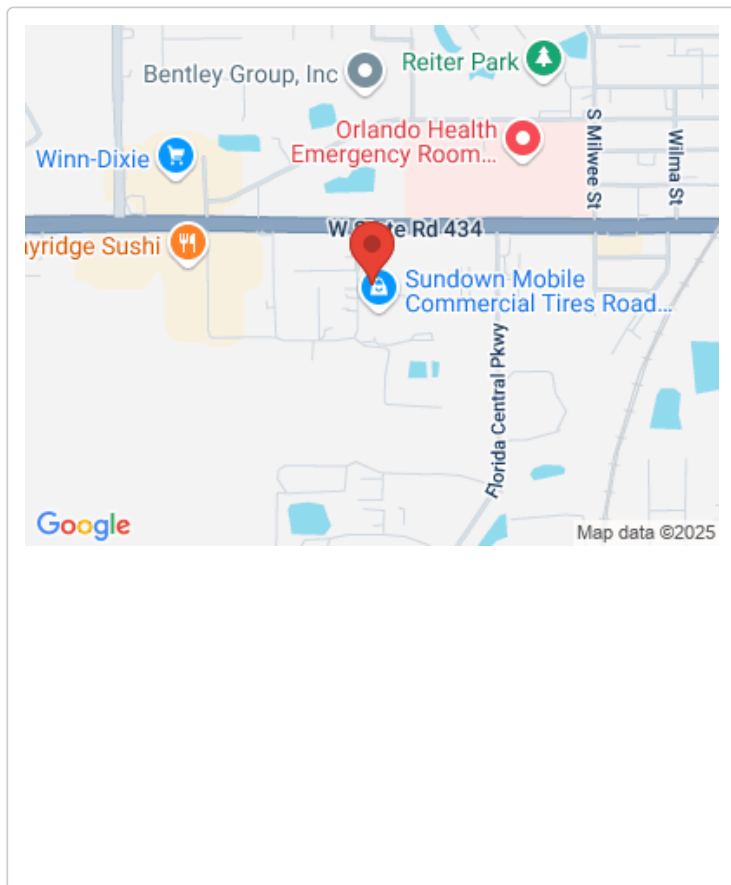 Reiter Park
Bentley Group, Inc
Orlando Health
Emergency Room...
S Milwee St
Wilma St
Winn-Dixie
W State Rd 434
ayridge Sushi
Sundown Mobile
Commercial Tires Road...
Florida Central Pkwy
Google
Map data ©2025